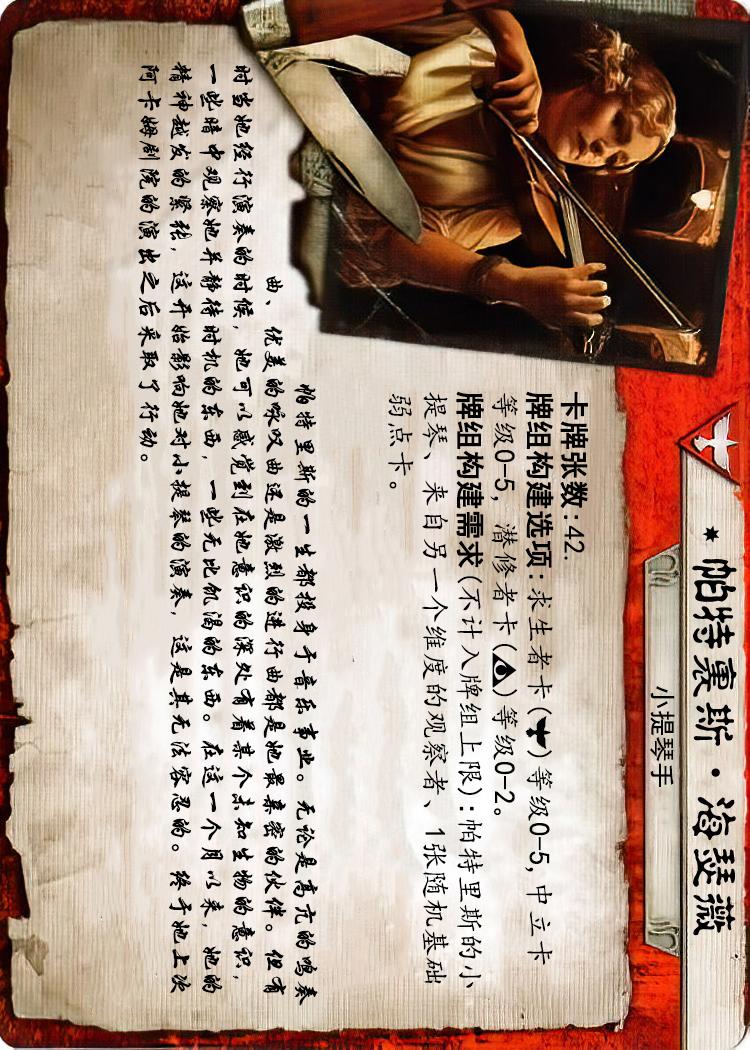 *帕特裏斯·海瑟薇
小提琴手
卡牌张数:42.
牌组构建选项:求生者卡()等级0-5,中立卡
等级0-5,潜修者卡()等级0-2。
牌组构建需求(不计入牌组上限):帕特里斯的小
提琴、来自另一个维度的观察者、1张随机基础
弱点卡。
帕特里斯的一生都投身于音乐事业。无论是高亢的鸣奏
曲、优美的咏叹曲还是激烈的进行曲都是她最亲密的伙伴。但有
时当她经行演奏的时候,她可以感觉到在她意识的深处有着某个未知生物的意识,
一些暗中观察她并静待时机的东西,一些无比饥渴的东西。在这一个月以来,她的
精神越发的紧张,这开始影响她对小提琴的演奏,这是其无法容忍的。终于她上次
阿卡姆剧院的演出之后采取了行动。